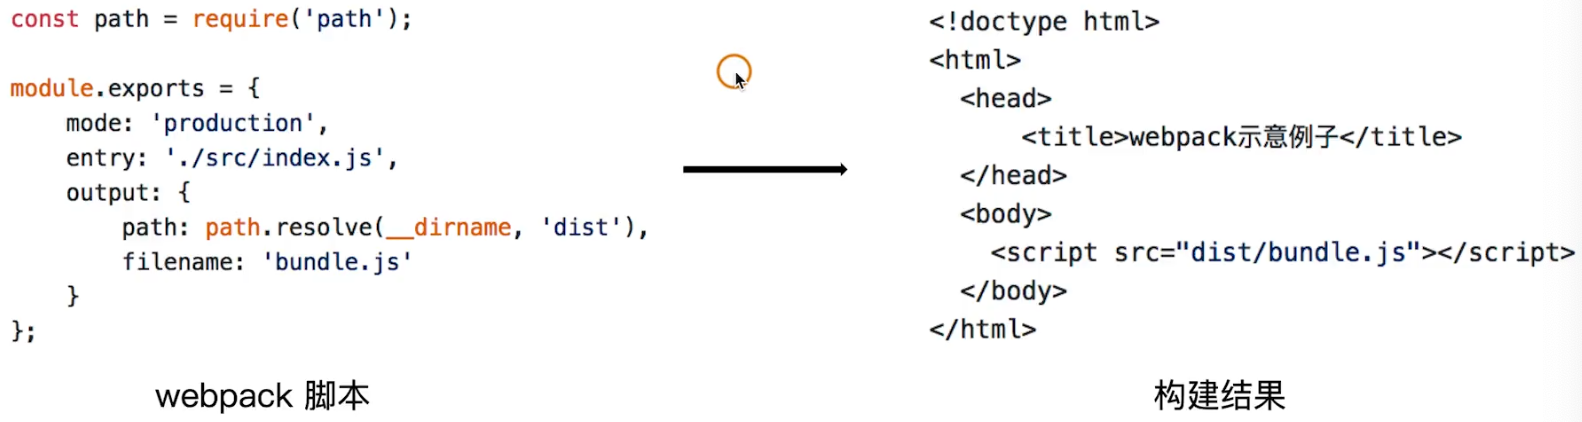 const path = require('path');
module.exports = {
    mode: 'production',
    entry: './src/index.js',
    output: {
        path: path.resolve(__dirname, 'dist'),
        filename: 'bundle.js'
    }
};
webpack 脚本
<!doctype html>
<html>
  <head>
      <title>webpack示意例子</title>
  </head>
  <body>
    <script src="dist/bundle.js"></script>
  </body>
</html>
构建结果